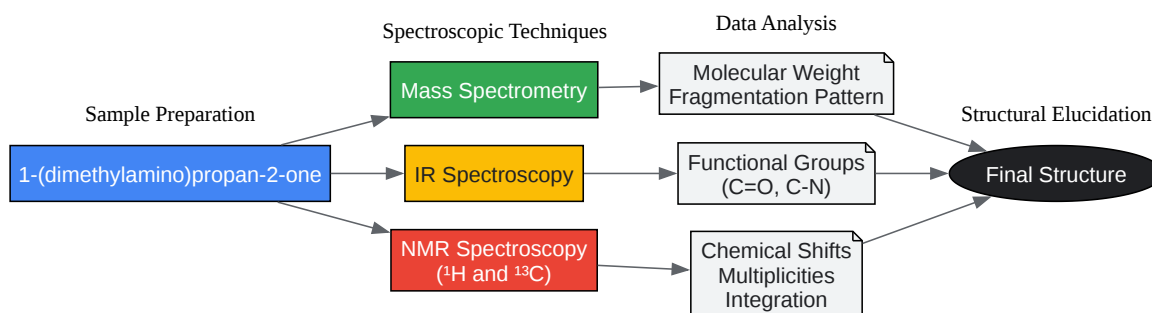 Sample Preparation
1-(dimethylamino)propan-2-one
Spectroscopic Techniques
Mass Spectrometry
IR Spectroscopy
NMR Spectroscopy
(¹H and ¹³C)
Data Analysis
Molecular Weight
Fragmentation Pattern
Functional Groups
(C=O, C-N)
Chemical Shifts
Multiplicities
Integration
Structural Elucidation
Final Structure